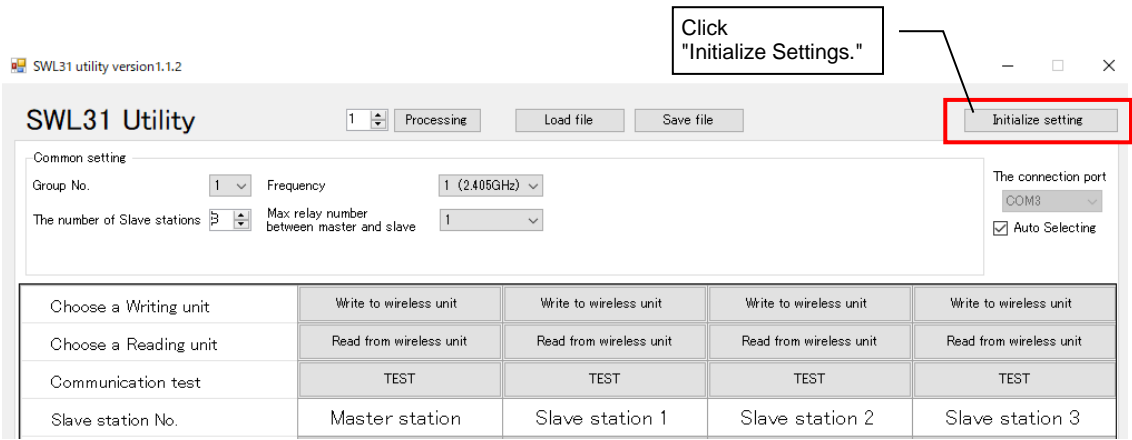 Click
"Initialize Settings."
SWL31 utility version1.1.2
SWL31 Utility
1 Processing Load file Save file Initialize setting
Common setting
Group No. 1 Frequency 1 (2.405GHz)
The number of Slave stations 3 Max relay number
between master and slave 1
The connection port
COM3
Auto Selecting
Choose a Writing unit Write to wireless unit Write to wireless unit Write to wireless unit Write to wireless unit
Choose a Reading unit Read from wireless unit Read from wireless unit Read from wireless unit Read from wireless unit
Communication test TEST TEST TEST TEST
Slave station No. Master station Slave station 1 Slave station 2 Slave station 3